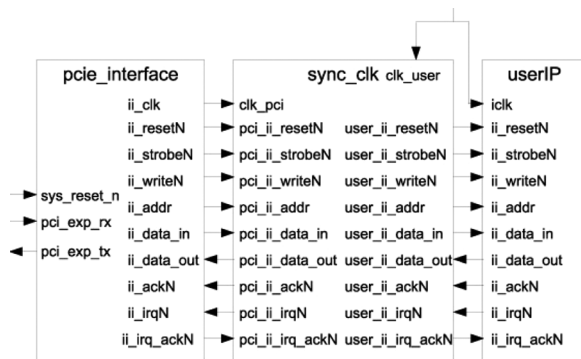 pcie_interface sync_clk clk_user userIP
ii_clk clk_pci iclk
ii_resetN pci_ii_resetN user_ii_resetN ii_resetN
ii_strobeN pci_ii_strobeN user_ii_strobeN ii_strobeN
ii_writeN pci_ii_writeN user_ii_writeN ii_writeN
sys_reset_n ii_addr pci_ii_addr user_ii_addr ii_addr
pci_exp_rx ii_data_in pci_ii_data_in user_ii_data_in ii_data_in
pci_exp_tx ii_data_out pci_ii_data_out user_ii_data_out ii_data_out
ii_ackN pci_ii_ackN user_ii_ackN ii_ackN
ii_irqN pci_ii_irqN user_ii_irqN ii_irqN
ii_irq_ackN pci_ii_irq_ackN user_ii_irq_ackN ii_irq_ackN